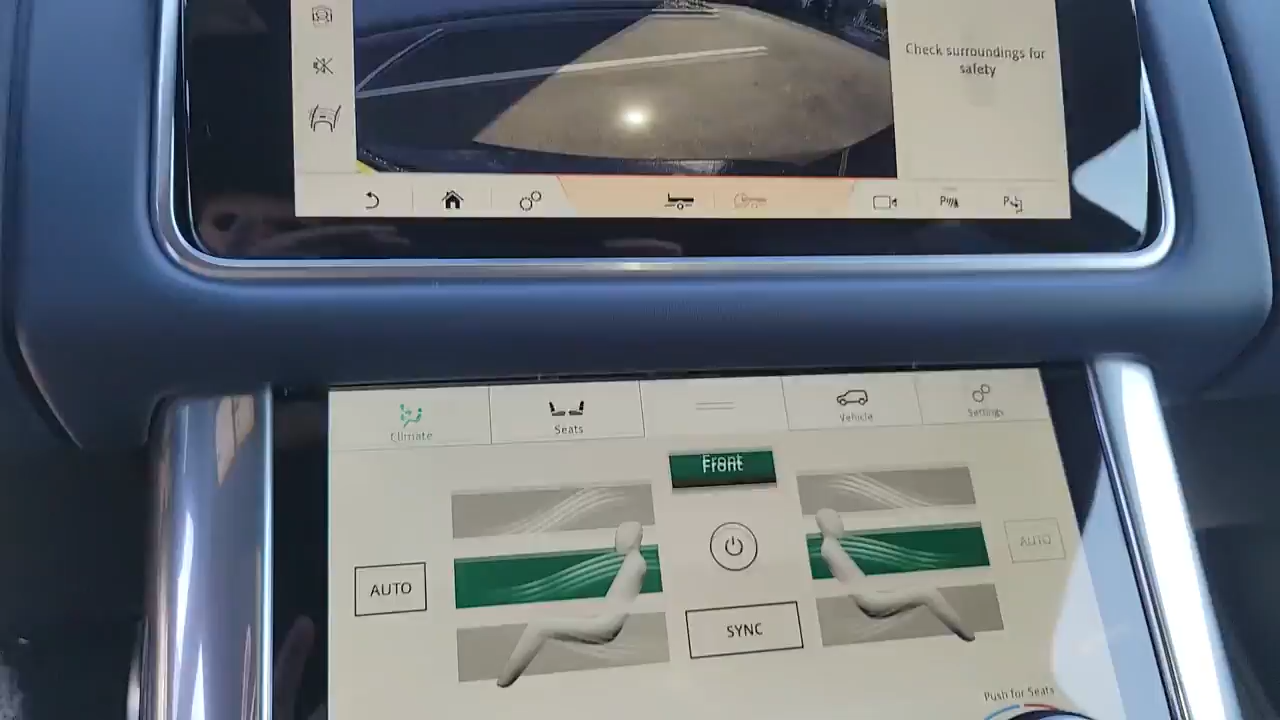 Check surroundings for
safety
P
P
Climate
Seats
Vehicle
Settings
Front
AUTO
AUTO
SYNC
Push for Seats